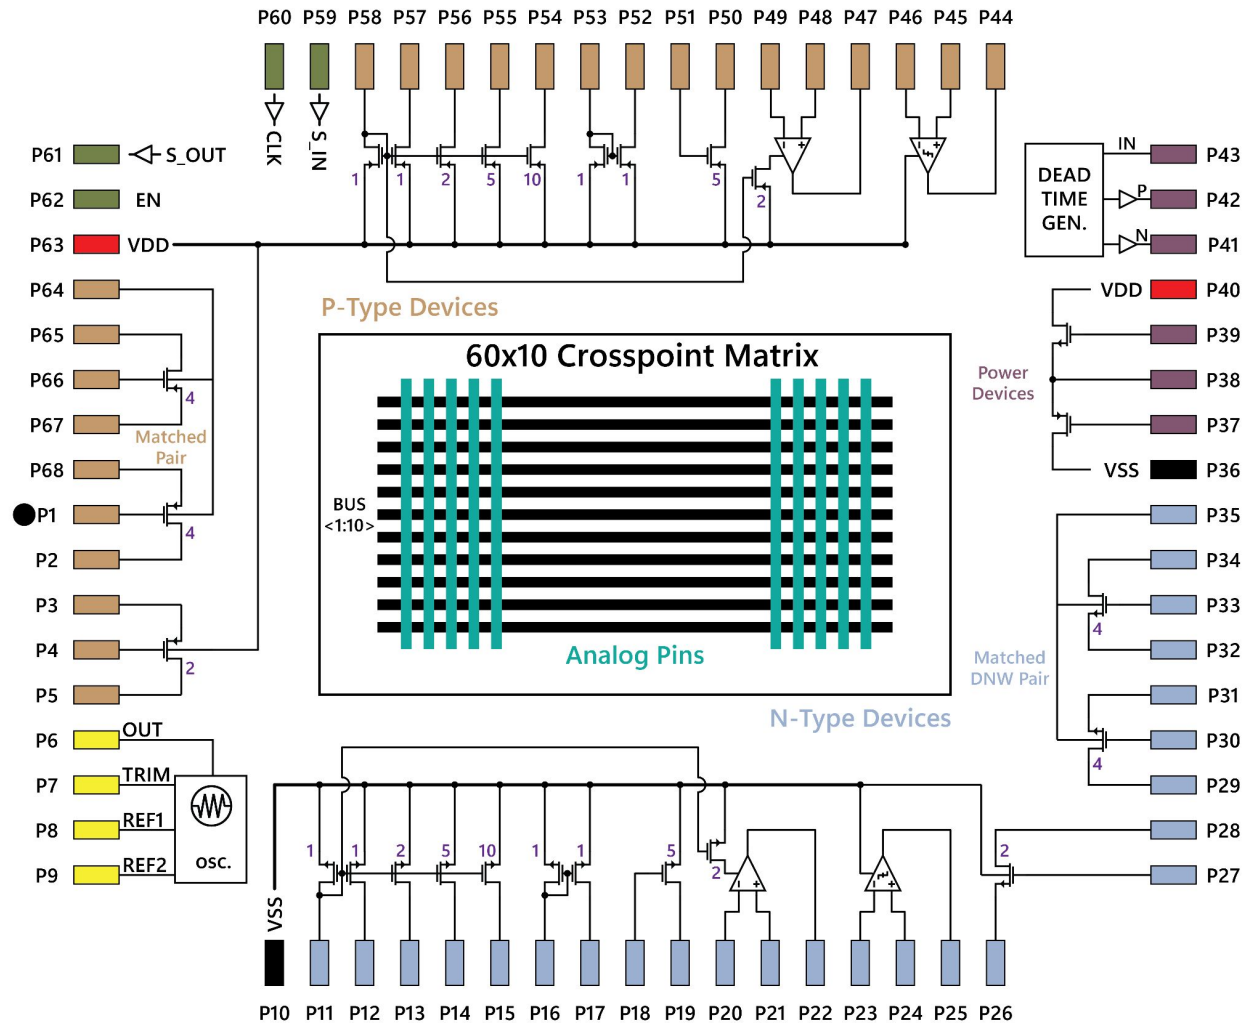 P60 P59 P58 P57 P56 P55 P54 P53 P52 P51 P50 P49 P48 P47 P46 P45 P44
CLK
S_IN
- +
- +
1 1 2 5 10 1 1 5 2
P61 S_OUT
P62 EN
P63 VDD
P64
P65
P66
4
P67
Matched
Pair
P68
P1
4
P2
P3
P4
2
P5
P6 OUT
P7 TRIM
P8 REF1
P9 REF2
OSC.
P-Type Devices
60x10 Crosspoint Matrix
BUS
<1:10>
Analog Pins
N-Type Devices
DEAD
TIME
GEN.
IN P43
P P42
N P41
VDD P40
P39
Power
Devices
P38
P37
VSS P36
P35
P34
P33
4
P32
Matched
DNW Pair
P31
P30
4
P29
P28
2
P27
1 1 2 5 10 1 1 5 2
- +
- +
VSS
P10 P11 P12 P13 P14 P15 P16 P17 P18 P19 P20 P21 P22 P23 P24 P25 P26